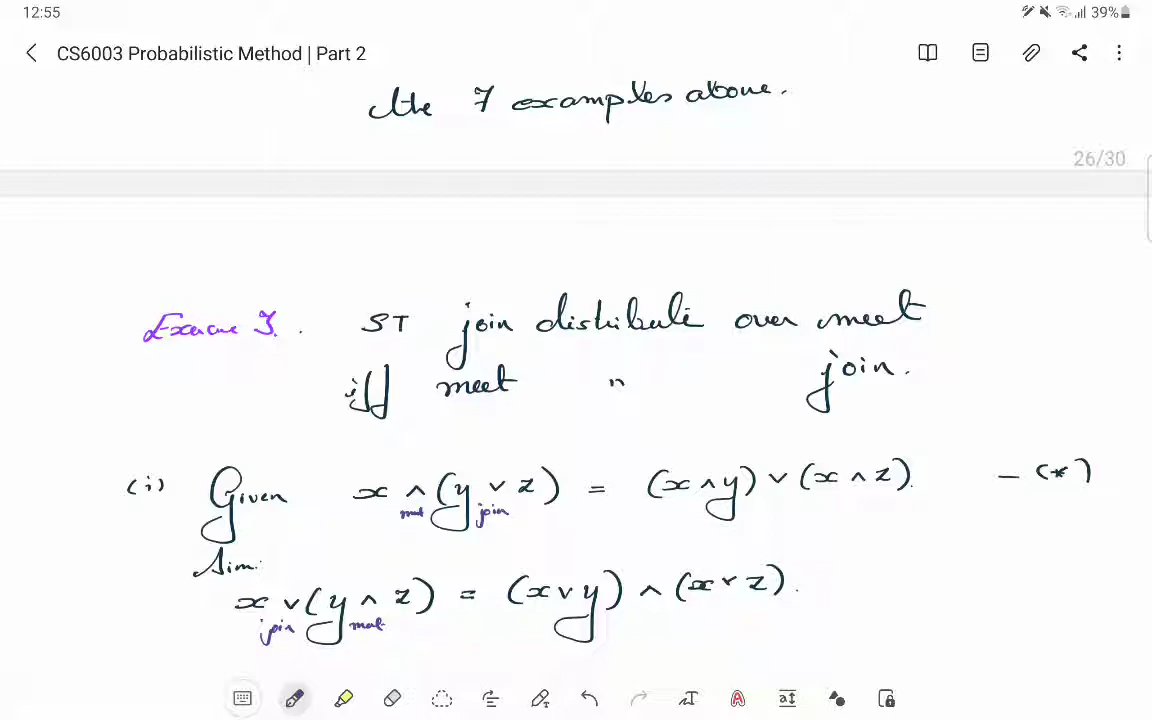 12:55 39%
CS6003 Probabilistic Method | Part 2
the 7 examples above.
26/30
Exercise 3. ST join distribute over meet
iff meet " join.
(i) Given x ∧ (y ∨ z) = (x ∧ y) ∨ (x ∧ z). — (*)
meet join
Aim:
x ∨ (y ∧ z) = (x ∨ y) ∧ (x ∨ z).
join meet